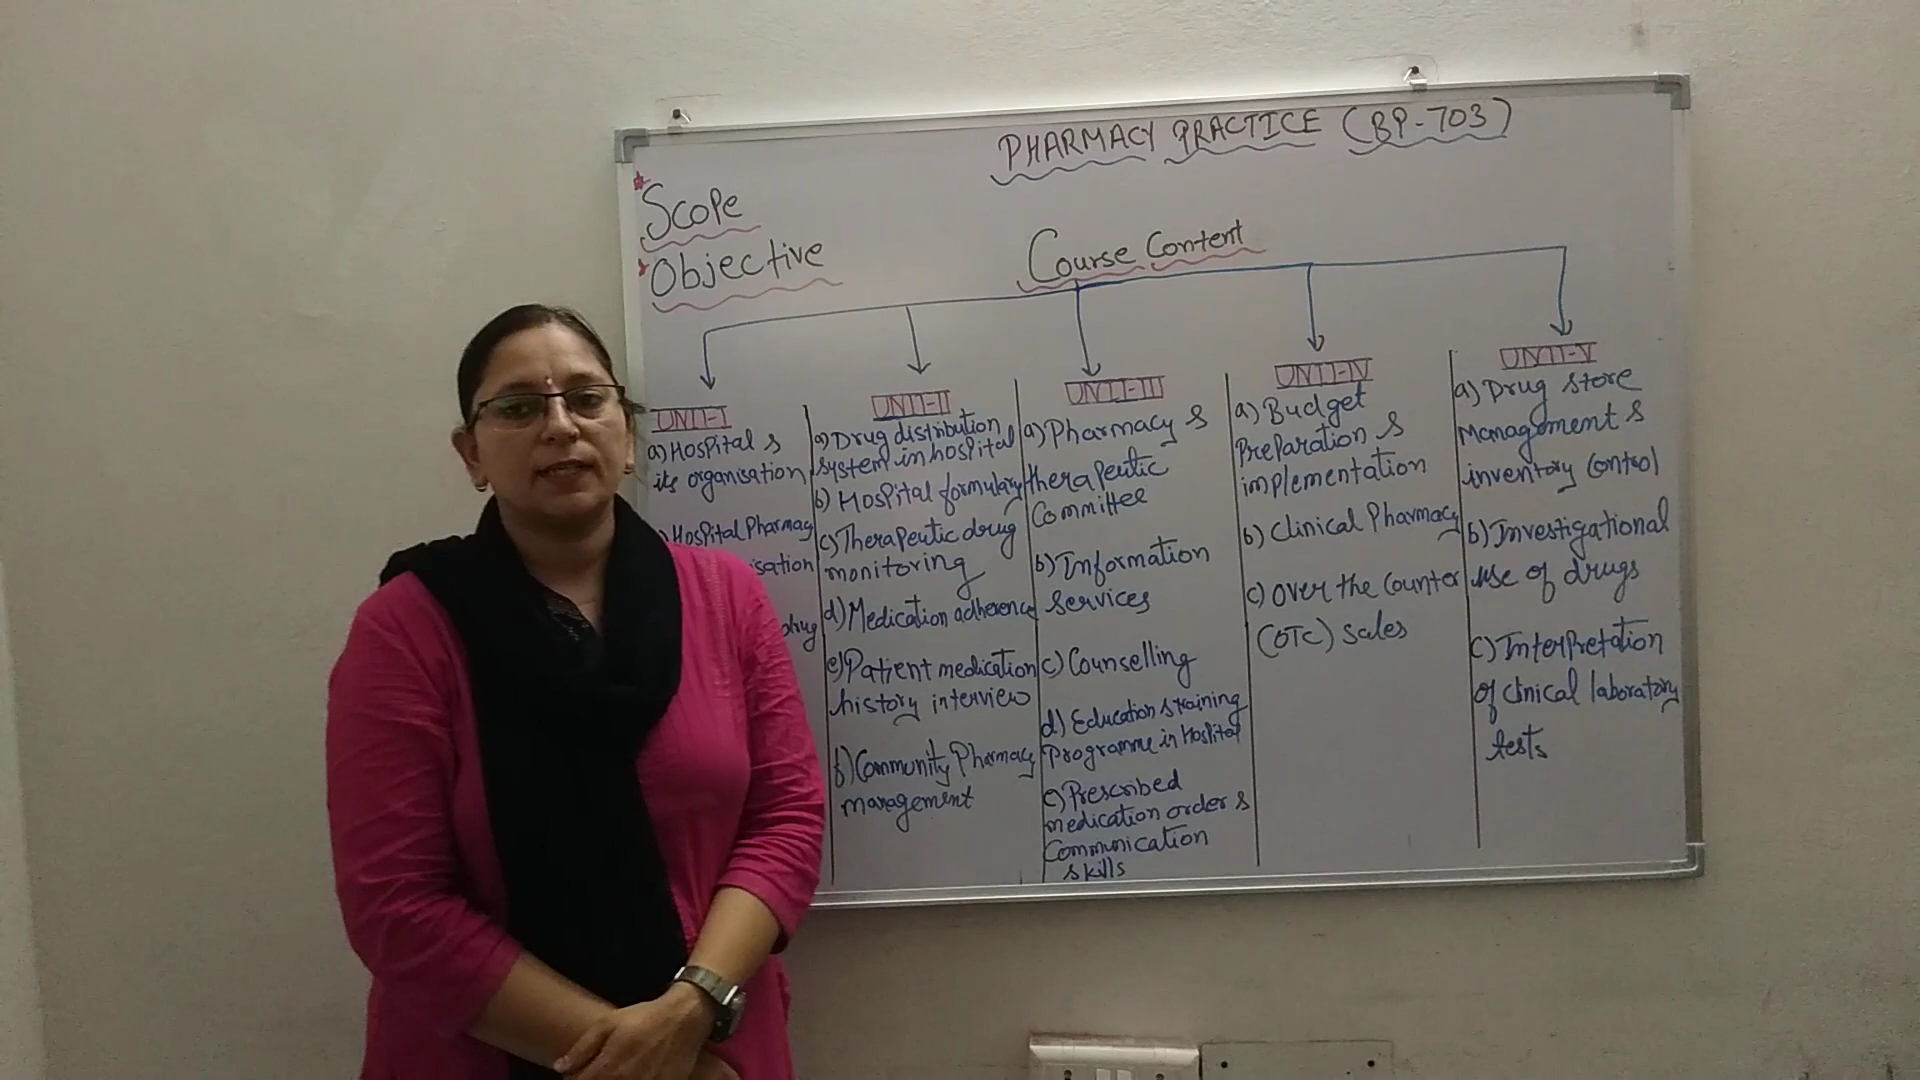 PHARMACY PRACTICE (BP-703)
* Scope
* Objective
Course Content
UNIT-I
a) Hospital &
its organisation
) Hospital Pharmacy
isation
drug
UNIT-II
a) Drug distribution
system in hospital
b) Hospital formulary
c) Therapeutic drug
monitoring
d) Medication adherence
e) Patient medication
history interview
f) Community Pharmacy
management
UNIT-III
a) Pharmacy &
therapeutic
Committee
b) Information
services
c) Counselling
d) Education & training
Programme in Hospital
e) Prescribed
medication order &
Communication
skills
UNIT-IV
a) Budget
Preparation &
implementation
b) Clinical Pharmacy
c) Over the Counter
(OTC) sales
UNIT-V
a) Drug store
Management &
inventory Control
b) Investigational
use of drugs
c) Interpretation
of clinical laboratory
tests